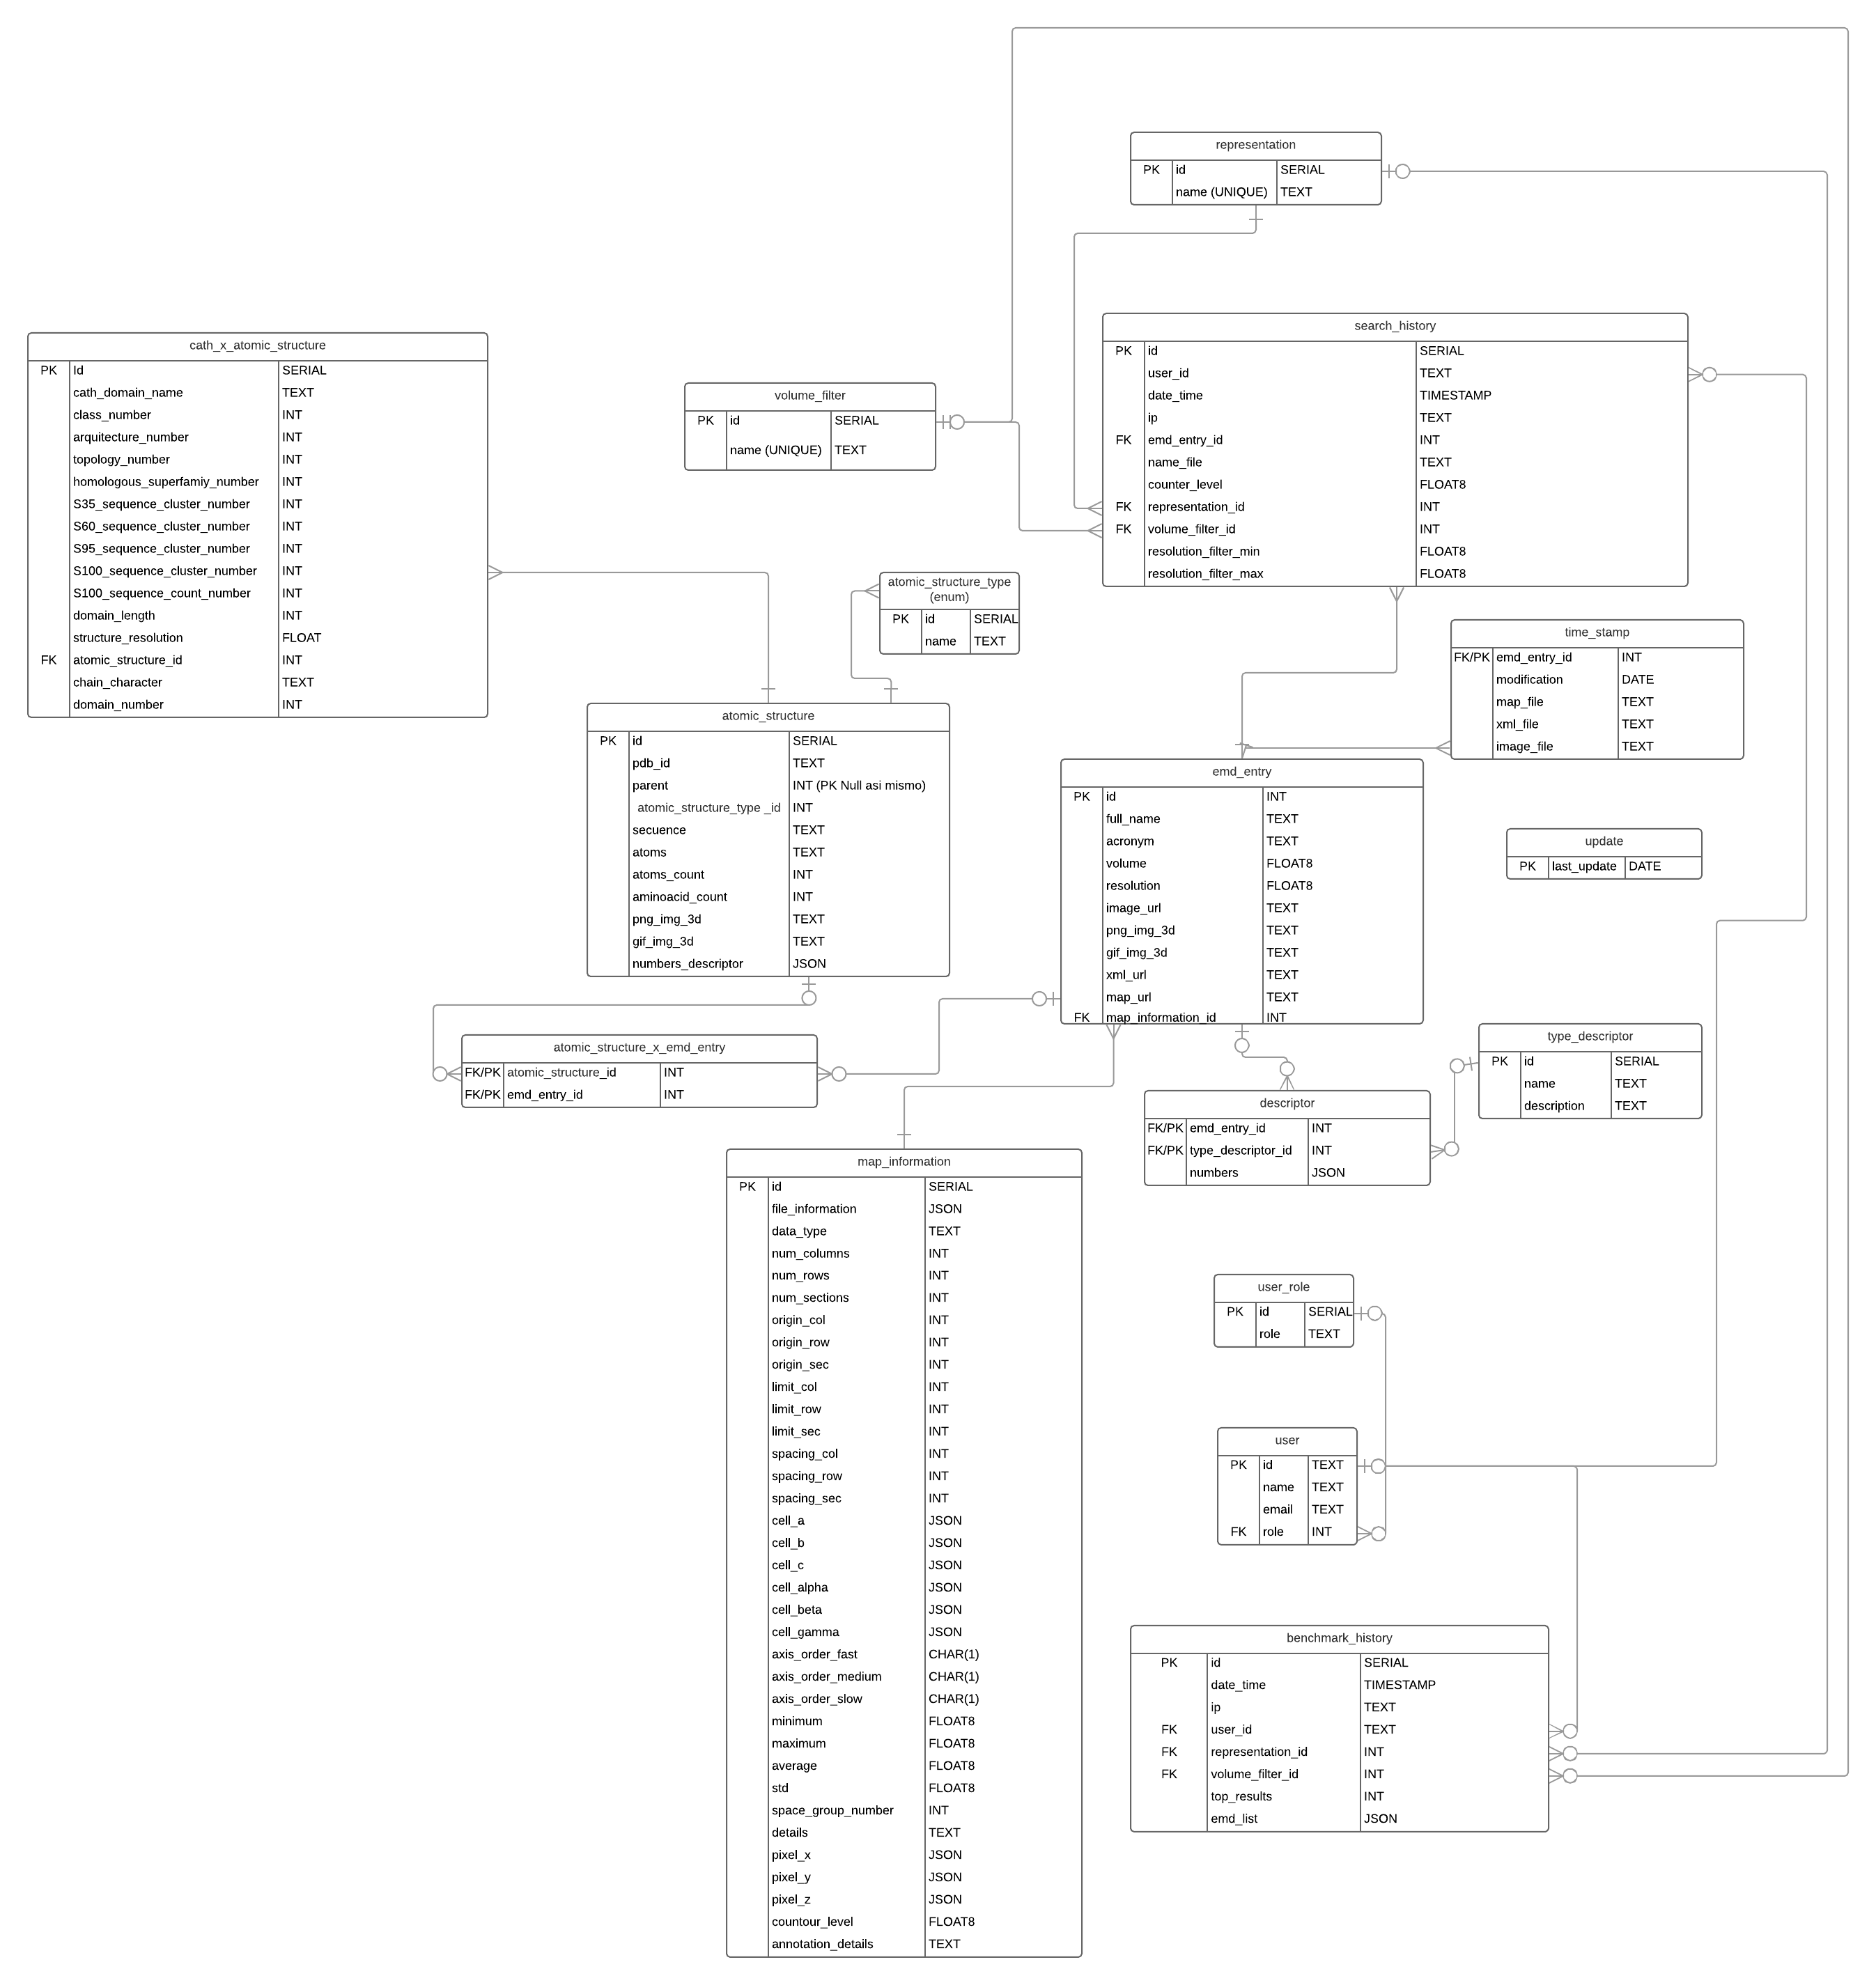 representation
PK id SERIAL
name (UNIQUE) TEXT
search_history
PK id SERIAL
user_id TEXT
date_time TIMESTAMP
ip TEXT
FK emd_entry_id INT
name_file TEXT
counter_level FLOAT8
FK representation_id INT
FK volume_filter_id INT
resolution_filter_min FLOAT8
resolution_filter_max FLOAT8
cath_x_atomic_structure
PK Id SERIAL
cath_domain_name TEXT
class_number INT
arquitecture_number INT
topology_number INT
homologous_superfamiy_number INT
S35_sequence_cluster_number INT
S60_sequence_cluster_number INT
S95_sequence_cluster_number INT
S100_sequence_cluster_number INT
S100_sequence_count_number INT
domain_length INT
structure_resolution FLOAT
FK atomic_structure_id INT
chain_character TEXT
domain_number INT
volume_filter
PK id SERIAL
name (UNIQUE) TEXT
atomic_structure_type
(enum)
PK id SERIAL
name TEXT
time_stamp
FK/PK emd_entry_id INT
modification DATE
map_file TEXT
xml_file TEXT
image_file TEXT
atomic_structure
PK id SERIAL
pdb_id TEXT
parent INT (PK Null asi mismo)
atomic_structure_type _id INT
secuence TEXT
atoms TEXT
atoms_count INT
aminoacid_count INT
png_img_3d TEXT
gif_img_3d TEXT
numbers_descriptor JSON
emd_entry
PK id INT
full_name TEXT
acronym TEXT
volume FLOAT8
resolution FLOAT8
image_url TEXT
png_img_3d TEXT
gif_img_3d TEXT
xml_url TEXT
map_url TEXT
FK map_information_id INT
update
PK last_update DATE
atomic_structure_x_emd_entry
FK/PK atomic_structure_id INT
FK/PK emd_entry_id INT
type_descriptor
PK id SERIAL
name TEXT
description TEXT
descriptor
FK/PK emd_entry_id INT
FK/PK type_descriptor_id INT
numbers JSON
map_information
PK id SERIAL
file_information JSON
data_type TEXT
num_columns INT
num_rows INT
num_sections INT
origin_col INT
origin_row INT
origin_sec INT
limit_col INT
limit_row INT
limit_sec INT
spacing_col INT
spacing_row INT
spacing_sec INT
cell_a JSON
cell_b JSON
cell_c JSON
cell_alpha JSON
cell_beta JSON
cell_gamma JSON
axis_order_fast CHAR(1)
axis_order_medium CHAR(1)
axis_order_slow CHAR(1)
minimum FLOAT8
maximum FLOAT8
average FLOAT8
std FLOAT8
space_group_number INT
details TEXT
pixel_x JSON
pixel_y JSON
pixel_z JSON
countour_level FLOAT8
annotation_details TEXT
user_role
PK id SERIAL
role TEXT
user
PK id TEXT
name TEXT
email TEXT
FK role INT
benchmark_history
PK id SERIAL
date_time TIMESTAMP
ip TEXT
FK user_id TEXT
FK representation_id INT
FK volume_filter_id INT
top_results INT
emd_list JSON